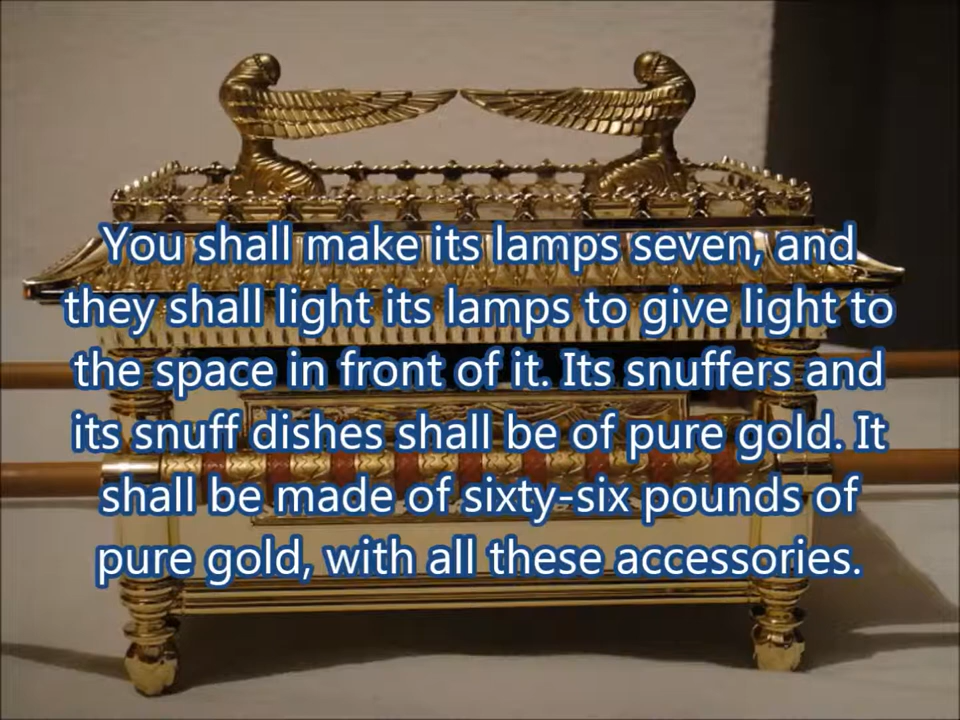 You shall make its lamps seven, and
they shall light its lamps to give light to
the space in front of it. Its snuffers and
its snuff dishes shall be of pure gold. It
shall be made of sixty-six pounds of
pure gold, with all these accessories.